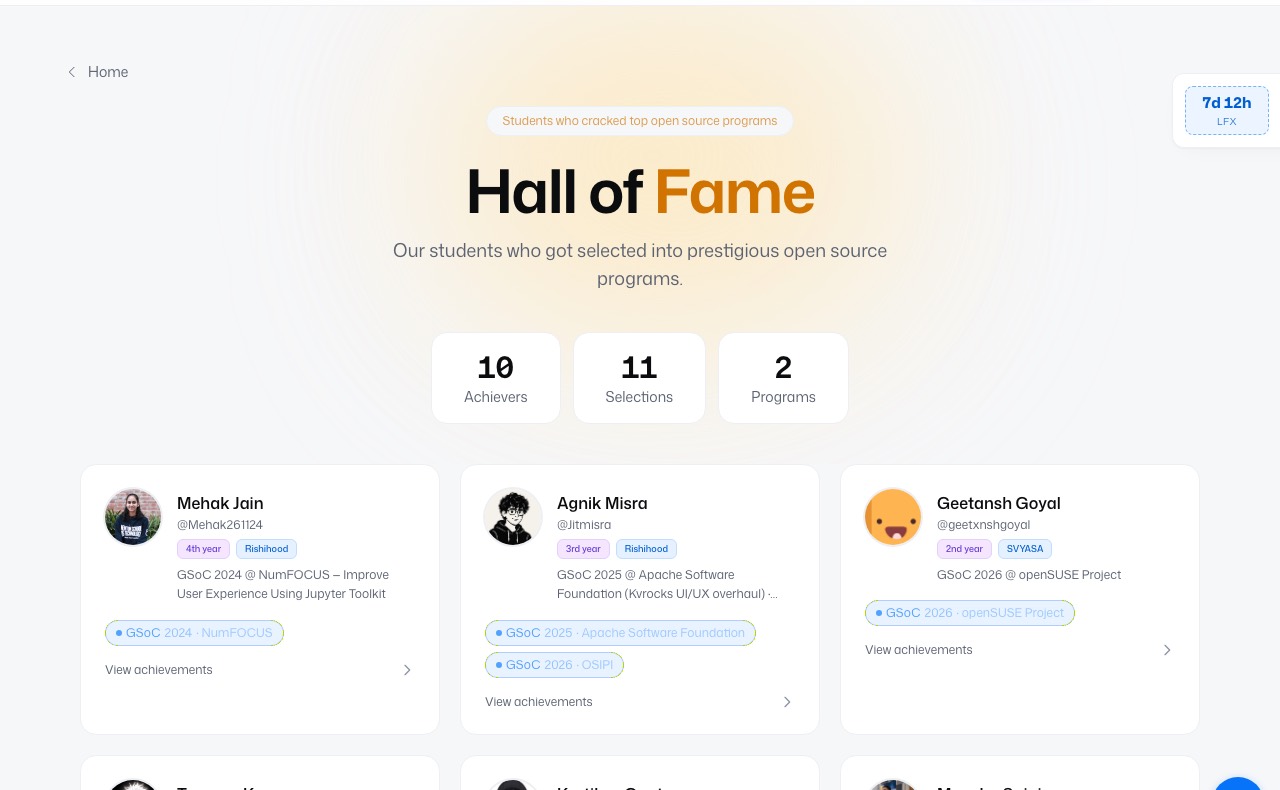 Home
7d 12h
LFX
Students who cracked top open source programs
Hall of Fame
Our students who got selected into prestigious open source
programs.
10
Achievers
11
Selections
2
Programs
Mehak Jain
@Mehak261124
4th year
Rishihood
GSoC 2024 @ NumFOCUS – Improve
User Experience Using Jupyter Toolkit
GSoC 2024 · NumFOCUS
View achievements
Agnik Misra
@Jitmisra
3rd year
Rishihood
GSoC 2025 @ Apache Software
Foundation (Kvrocks UI/UX overhaul) ·...
GSoC 2025 · Apache Software Foundation
GSoC 2026 · OSIPI
View achievements
Geetansh Goyal
@geetxnshgoyal
2nd year
SVYASA
GSoC 2026 @ openSUSE Project
GSoC 2026 · openSUSE Project
View achievements